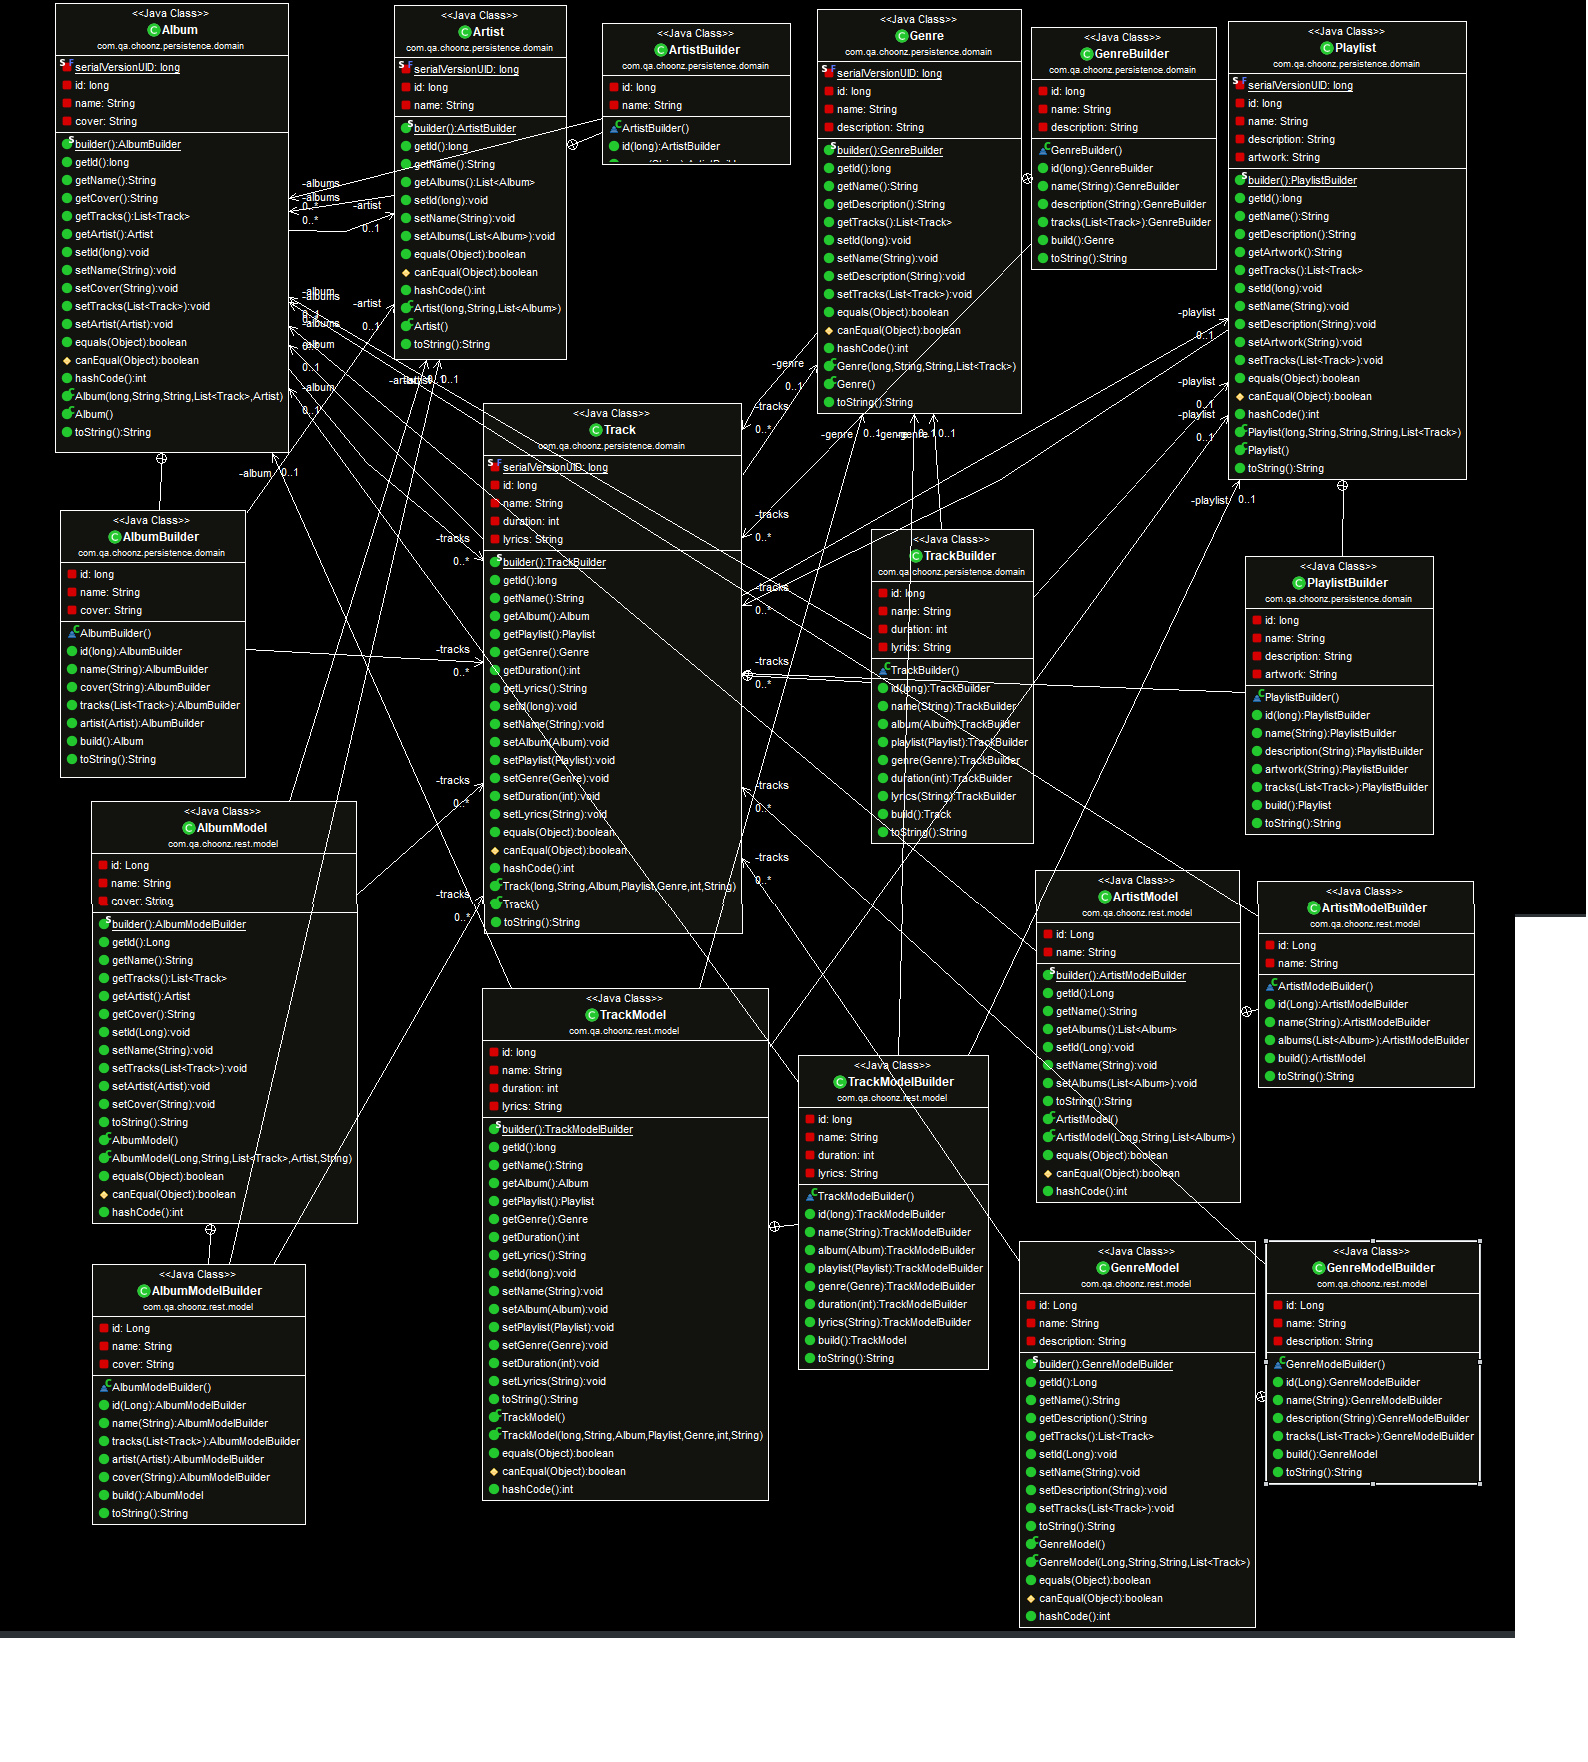 <<Java Class>>
Album
com.qa.choonz.persistence.domain
serialVersionUID: long
id: long
name: String
cover: String
builder():AlbumBuilder
getId():long
getName():String
getCover():String
getTracks():List<Track>
getArtist():Artist
setId(long):void
setName(String):void
setCover(String):void
setTracks(List<Track>):void
setArtist(Artist):void
equals(Object):boolean
canEqual(Object):boolean
hashCode():int
Album(long,String,String,List<Track>,Artist)
Album()
toString():String
<<Java Class>>
Artist
com.qa.choonz.persistence.domain
serialVersionUID: long
id: long
name: String
builder():ArtistBuilder
getId():long
getName():String
getAlbums():List<Album>
setId(long):void
setName(String):void
setAlbums(List<Album>):void
equals(Object):boolean
canEqual(Object):boolean
hashCode():int
Artist(long,String,List<Album>)
Artist()
toString():String
<<Java Class>>
ArtistBuilder
com.qa.choonz.persistence.domain
id: long
name: String
ArtistBuilder()
id(long):ArtistBuilder
<<Java Class>>
Genre
com.qa.choonz.persistence.domain
serialVersionUID: long
id: long
name: String
description: String
builder():GenreBuilder
getId():long
getName():String
getDescription():String
getTracks():List<Track>
setId(long):void
setName(String):void
setDescription(String):void
setTracks(List<Track>):void
equals(Object):boolean
canEqual(Object):boolean
hashCode():int
Genre(long,String,String,List<Track>)
Genre()
toString():String
<<Java Class>>
GenreBuilder
com.qa.choonz.persistence.domain
id: long
name: String
description: String
GenreBuilder()
id(long):GenreBuilder
name(String):GenreBuilder
description(String):GenreBuilder
tracks(List<Track>):GenreBuilder
build():Genre
toString():String
<<Java Class>>
Playlist
com.qa.choonz.persistence.domain
serialVersionUID: long
id: long
name: String
description: String
artwork: String
builder():PlaylistBuilder
getId():long
getName():String
getDescription():String
getArtwork():String
getTracks():List<Track>
setId(long):void
setName(String):void
setDescription(String):void
setArtwork(String):void
setTracks(List<Track>):void
equals(Object):boolean
canEqual(Object):boolean
hashCode():int
Playlist(long,String,String,String,List<Track>)
Playlist()
toString():String
-albums
-albums
0..*
0..*
-artist
0..1
-album
-albums
0..1
-albums
0..*
-album
0..1
-album
0..1
-artist
0..1
-artist
0..1
-album
0..1
-genre
0..1
-tracks
0..*
-genre
0..1
-genre
0..1
-tracks
0..*
-playlist
0..1
-playlist
0..1
-playlist
0..1
-playlist
0..1
<<Java Class>>
Track
com.qa.choonz.persistence.domain
serialVersionUID: long
id: long
name: String
duration: int
lyrics: String
builder():TrackBuilder
getId():long
getName():String
getAlbum():Album
getPlaylist():Playlist
getGenre():Genre
getDuration():int
getLyrics():String
setId(long):void
setName(String):void
setAlbum(Album):void
setPlaylist(Playlist):void
setGenre(Genre):void
setDuration(int):void
setLyrics(String):void
equals(Object):boolean
canEqual(Object):boolean
hashCode():int
Track(long,String,Album,Playlist,Genre,int,String)
Track()
toString():String
<<Java Class>>
AlbumBuilder
com.qa.choonz.persistence.domain
id: long
name: String
cover: String
AlbumBuilder()
id(long):AlbumBuilder
name(String):AlbumBuilder
cover(String):AlbumBuilder
tracks(List<Track>):AlbumBuilder
artist(Artist):AlbumBuilder
build():Album
toString():String
-tracks
0..*
-tracks
0..*
-tracks
0..*
-tracks
0..*
-tracks
0..*
-tracks
0..*
-tracks
0..*
-tracks
0..*
<<Java Class>>
TrackBuilder
com.qa.choonz.persistence.domain
id: long
name: String
duration: int
lyrics: String
TrackBuilder()
id(long):TrackBuilder
name(String):TrackBuilder
album(Album):TrackBuilder
playlist(Playlist):TrackBuilder
genre(Genre):TrackBuilder
duration(int):TrackBuilder
lyrics(String):TrackBuilder
build():Track
toString():String
<<Java Class>>
PlaylistBuilder
com.qa.choonz.persistence.domain
id: long
name: String
description: String
artwork: String
PlaylistBuilder()
id(long):PlaylistBuilder
name(String):PlaylistBuilder
description(String):PlaylistBuilder
artwork(String):PlaylistBuilder
tracks(List<Track>):PlaylistBuilder
build():Playlist
toString():String
<<Java Class>>
AlbumModel
com.qa.choonz.rest.model
id: Long
name: String
cover: String
builder():AlbumModelBuilder
getId():Long
getName():String
getTracks():List<Track>
getArtist():Artist
getCover():String
setId(Long):void
setName(String):void
setTracks(List<Track>):void
setArtist(Artist):void
setCover(String):void
toString():String
AlbumModel()
AlbumModel(Long,String,List<Track>,Artist,String)
equals(Object):boolean
canEqual(Object):boolean
hashCode():int
<<Java Class>>
ArtistModel
com.qa.choonz.rest.model
id: Long
name: String
builder():ArtistModelBuilder
getId():Long
getName():String
getAlbums():List<Album>
setId(Long):void
setName(String):void
setAlbums(List<Album>):void
toString():String
ArtistModel()
ArtistModel(Long,String,List<Album>)
equals(Object):boolean
canEqual(Object):boolean
hashCode():int
<<Java Class>>
ArtistModelBuilder
com.qa.choonz.rest.model
id: Long
name: String
ArtistModelBuilder()
id(Long):ArtistModelBuilder
name(String):ArtistModelBuilder
albums(List<Album>):ArtistModelBuilder
build():ArtistModel
toString():String
<<Java Class>>
TrackModel
com.qa.choonz.rest.model
id: long
name: String
duration: int
lyrics: String
builder():TrackModelBuilder
getId():long
getName():String
getAlbum():Album
getPlaylist():Playlist
getGenre():Genre
getDuration():int
getLyrics():String
setId(long):void
setName(String):void
setAlbum(Album):void
setPlaylist(Playlist):void
setGenre(Genre):void
setDuration(int):void
setLyrics(String):void
toString():String
TrackModel()
TrackModel(long,String,Album,Playlist,Genre,int,String)
equals(Object):boolean
canEqual(Object):boolean
hashCode():int
<<Java Class>>
TrackModelBuilder
com.qa.choonz.rest.model
id: long
name: String
duration: int
lyrics: String
TrackModelBuilder()
id(long):TrackModelBuilder
name(String):TrackModelBuilder
album(Album):TrackModelBuilder
playlist(Playlist):TrackModelBuilder
genre(Genre):TrackModelBuilder
duration(int):TrackModelBuilder
lyrics(String):TrackModelBuilder
build():TrackModel
toString():String
<<Java Class>>
AlbumModelBuilder
com.qa.choonz.rest.model
id: Long
name: String
cover: String
AlbumModelBuilder()
id(Long):AlbumModelBuilder
name(String):AlbumModelBuilder
tracks(List<Track>):AlbumModelBuilder
artist(Artist):AlbumModelBuilder
cover(String):AlbumModelBuilder
build():AlbumModel
toString():String
<<Java Class>>
GenreModel
com.qa.choonz.rest.model
id: Long
name: String
description: String
builder():GenreModelBuilder
getId():Long
getName():String
getDescription():String
getTracks():List<Track>
setId(Long):void
setName(String):void
setDescription(String):void
setTracks(List<Track>):void
toString():String
GenreModel()
GenreModel(Long,String,String,List<Track>)
equals(Object):boolean
canEqual(Object):boolean
hashCode():int
<<Java Class>>
GenreModelBuilder
com.qa.choonz.rest.model
id: Long
name: String
description: String
GenreModelBuilder()
id(Long):GenreModelBuilder
name(String):GenreModelBuilder
description(String):GenreModelBuilder
tracks(List<Track>):GenreModelBuilder
build():GenreModel
toString():String